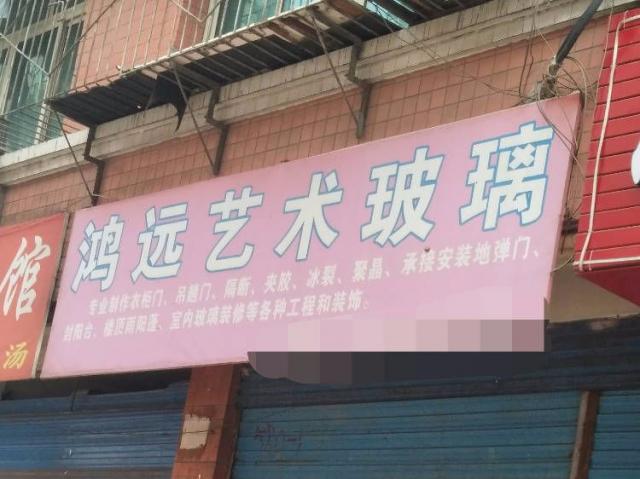 鸿远艺术玻璃
专业制作衣柜门、吊趟门、隔断、夹胶、冰裂、聚晶、承接安装地弹门、
封阳台、楼顶雨阳蓬、室内玻璃装修等各种工程和装饰。
馆
汤